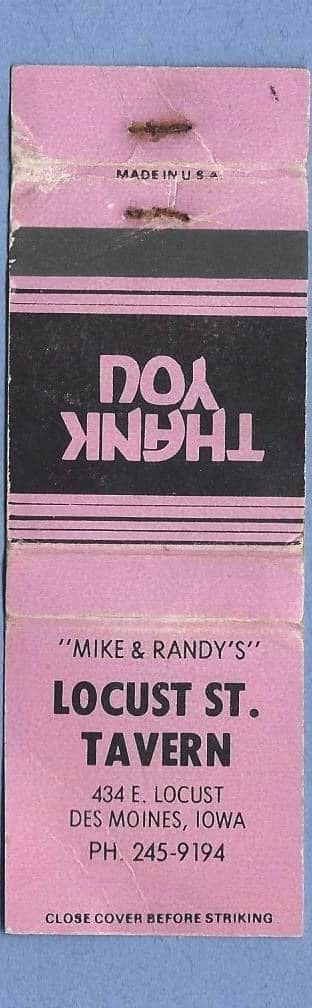 MADE IN U S A
THANK
YOU
"MIKE & RANDY'S"
LOCUST ST.
TAVERN
434 E. LOCUST
DES MOINES, IOWA
PH. 245-9194
CLOSE COVER BEFORE STRIKING